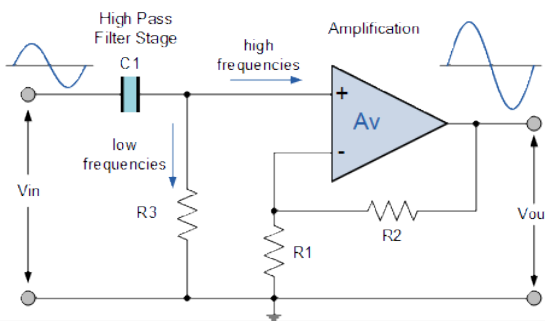 High Pass
Filter Stage
C1
high
frequencies
Amplification
+
Av
-
low
frequencies
Vin
R3
R1
R2
Vou